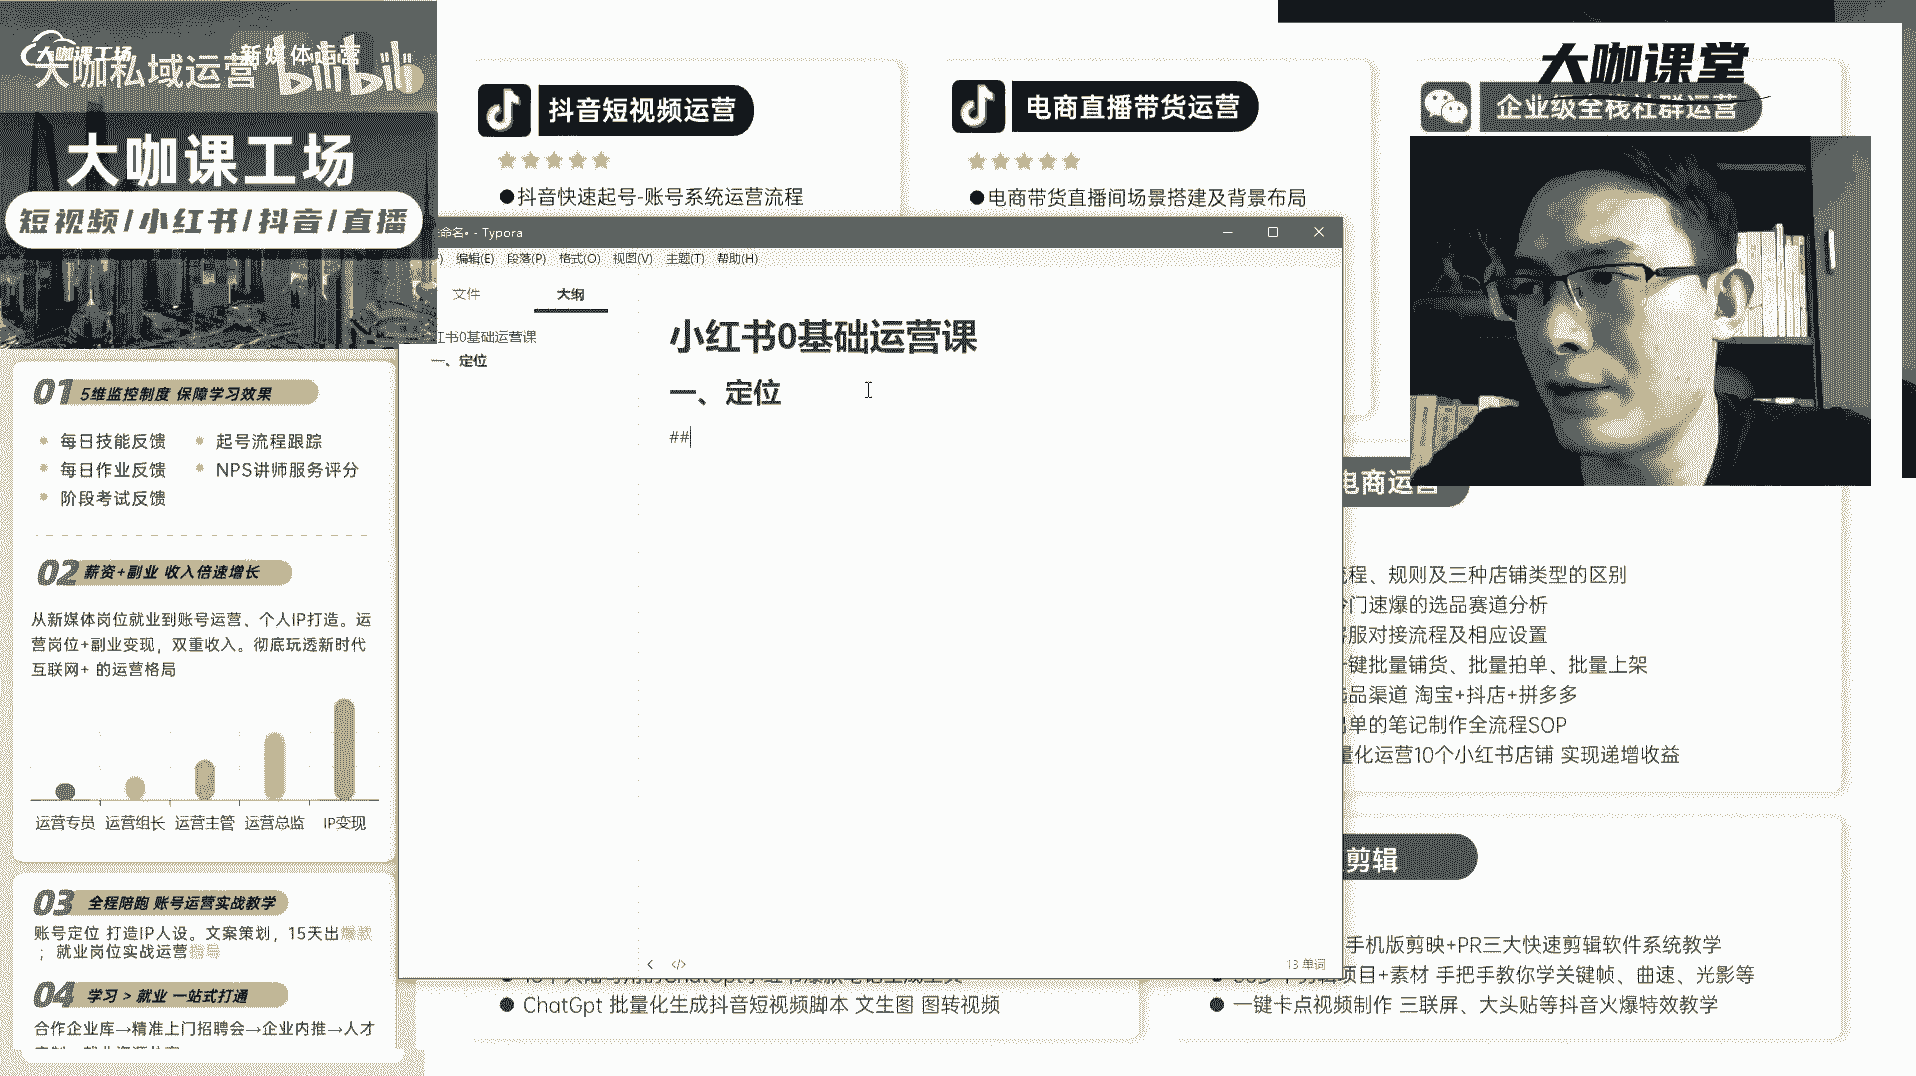 大咖课工场
新媒体运营
大咖私域运营
bilibili
大咖课工场
短视频/小红书/抖音/直播
01 5维监控制度 保障学习效果
每日技能反馈
起号流程跟踪
每日作业反馈
NPS讲师服务评分
阶段考试反馈
02 薪资+副业 收入倍速增长
从新媒体岗位就业到账号运营、个人IP打造。运
营岗位+副业变现，双重收入。彻底玩透新时代
互联网+ 的运营格局
运营专员 运营组长 运营主管 运营总监 IP变现
03 全程陪跑 账号运营实战教学
账号定位 打造IP人设。文案策划，15天出爆款
；就业岗位实战运营指导
04 学习 > 就业 一站式打通
合作企业库→精准上门招聘会→企业内推→人才
抖音短视频运营
●抖音快速起号-账号系统运营流程
电商直播带货运营
●电商带货直播间场景搭建及背景布局
大咖课堂
企业级全栈社群运营
命名• - Typora
) 编辑(E) 段落(P) 格式(O) 视图(V) 主题(T) 帮助(H)
文件 大纲
红书0基础运营课
一、定位
小红书0基础运营课
一、定位
##
13 单词
电商运营
流程、规则及三种店铺类型的区别
冷门速爆的选品赛道分析
客服对接流程及相应设置
一键批量铺货、批量拍单、批量上架
选品渠道 淘宝+抖店+拼多多
出单的笔记制作全流程SOP
量化运营10个小红书店铺 实现递增收益
剪辑
手机版剪映+PR三大快速剪辑软件系统教学
项目+素材 手把手教你学关键帧、曲速、光影等
● 一键卡点视频制作 三联屏、大头贴等抖音火爆特效教学
● ChatGpt 批量化生成抖音短视频脚本 文生图 图转视频